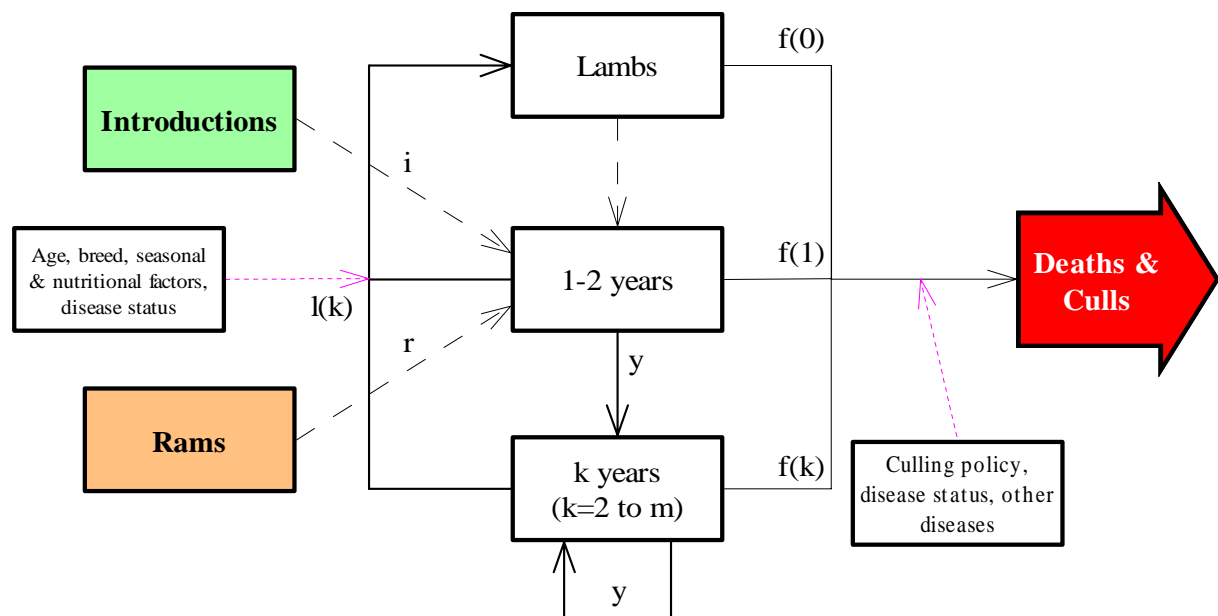 f(0)
Lambs
Introductions
i
Age, breed, seasonal
& nutritional factors,
disease status
l(k)
1-2 years
f(1)
Deaths &
Culls
r
y
Rams
k years
(k=2 to m)
f(k)
Culling policy,
disease status, other
diseases
y